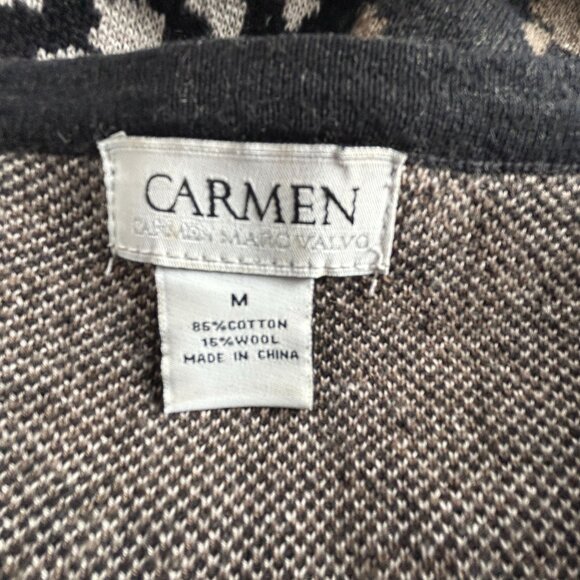 CARMEN
CARMEN MARC VALVO
M
85%COTTON
15%WOOL
MADE IN CHINA